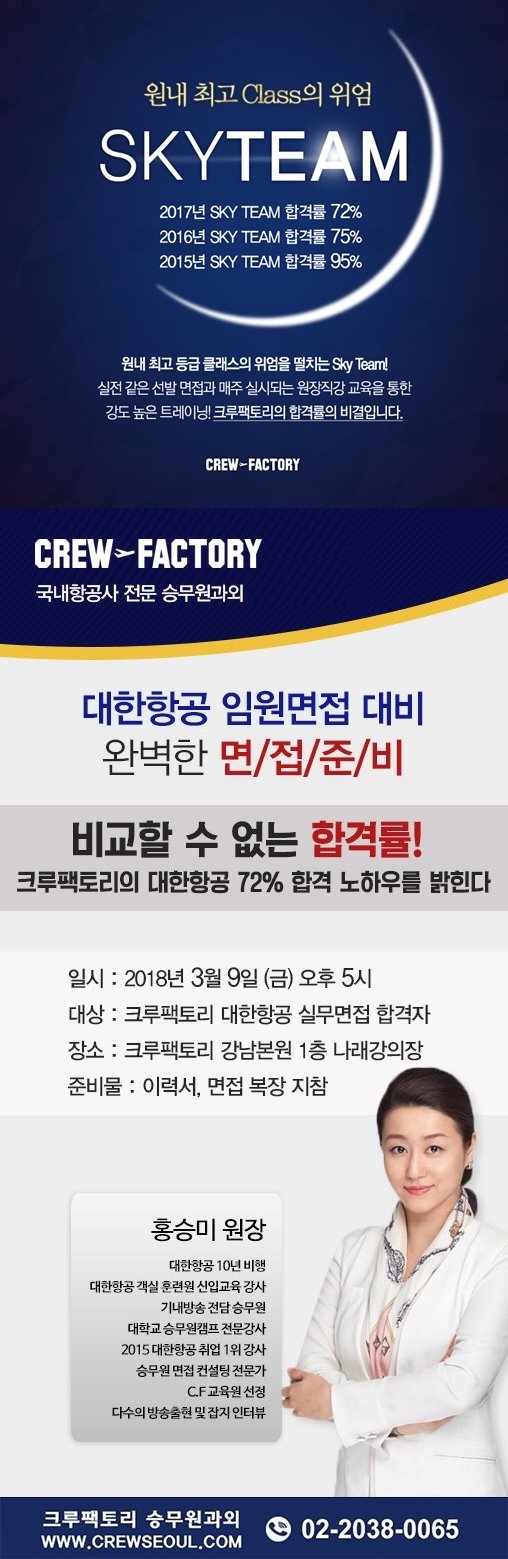 원내 최고 Class의 위엄
SKYTEAM
2017년 SKY TEAM 합격률 72%
2016년 SKY TEAM 합격률 75%
2015년 SKY TEAM 합격률 95%
원내 최고 등급 클래스의 위엄을 떨치는 Sky Team!
실전 같은 선발 면접과 매주 실시되는 원장직강 교육을 통한
강도 높은 트레이닝! 크루팩토리의 합격률의 비결입니다.
CREW FACTORY
CREW FACTORY
국내항공사 전문 승무원과외
대한항공 임원면접 대비
완벽한 면/접/준/비
비교할 수 없는 합격률!
크루팩토리의 대한항공 72% 합격 노하우를 밝힌다
일시 : 2018년 3월 9일 (금) 오후 5시
대상 : 크루팩토리 대한항공 실무면접 합격자
장소 : 크루팩토리 강남본원 1층 나래강의장
준비물 : 이력서, 면접 복장 지참
홍승미 원장
대한항공 10년 비행
대한항공 객실 훈련원 신입교육 강사
기내방송 전담 승무원
대학교 승무원캠프 전문강사
2015 대한항공 취업 1위 강사
승무원 면접 컨설팅 전문가
C.F 교육원 선정
다수의 방송출현 및 잡지 인터뷰
크루팩토리 승무원과외
WWW.CREWSEOUL.COM
02-2038-0065